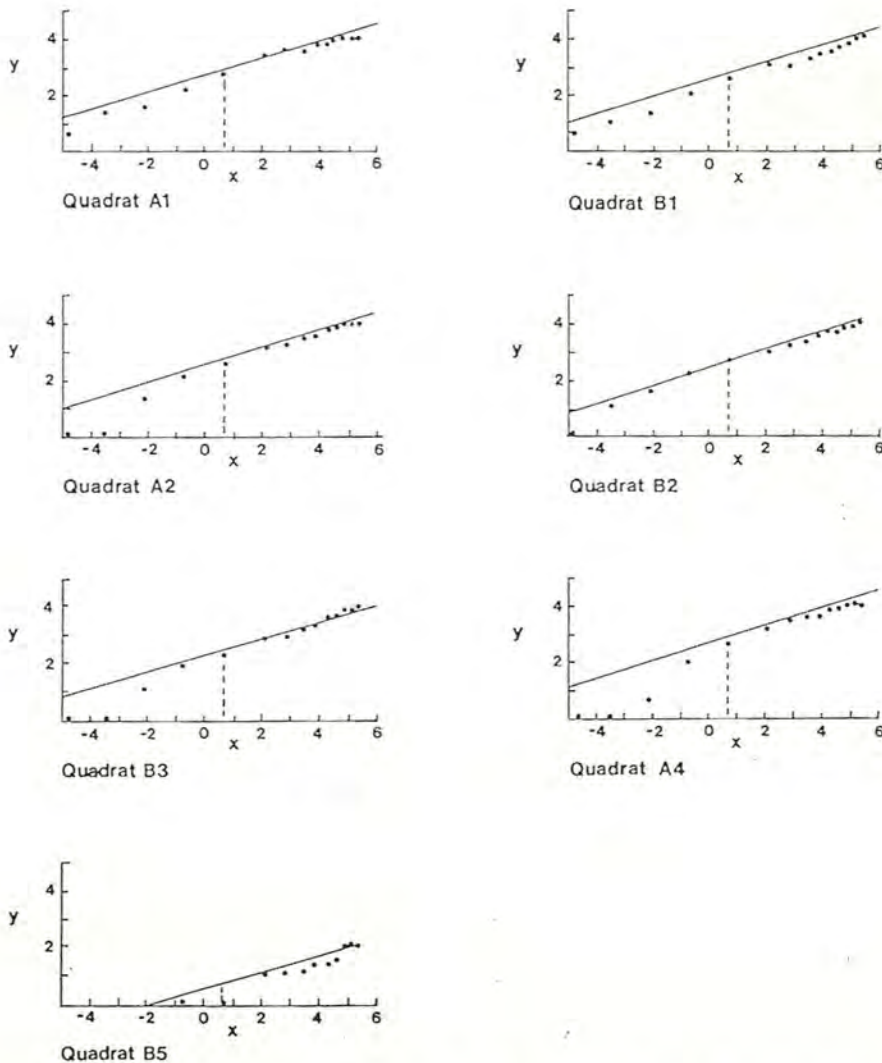 4
y
2
-4 -2 0 2 4 6
x
Quadrat A1
4
y
2
-4 -2 0 2 4 6
x
Quadrat B1
4
y
2
-4 -2 0 2 4 6
x
Quadrat A2
4
y
2
-4 -2 0 2 4 6
x
Quadrat B2
4
y
2
-4 -2 0 2 4 6
x
Quadrat B3
4
y
2
-4 -2 0 2 4 6
x
Quadrat A4
4
y
2
-4 -2 0 2 4 6
x
Quadrat B5